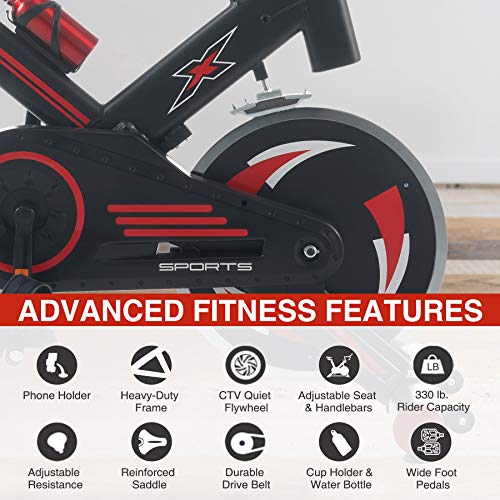 X
SPORTS
ADVANCED FITNESS FEATURES
Phone Holder
Heavy-Duty
Frame
CTV Quiet
Flywheel
Adjustable Seat
& Handlebars
LB
330 lb.
Rider Capacity
Adjustable
Resistance
Reinforced
Saddle
Durable
Drive Belt
Cup Holder &
Water Bottle
Wide Foot
Pedals